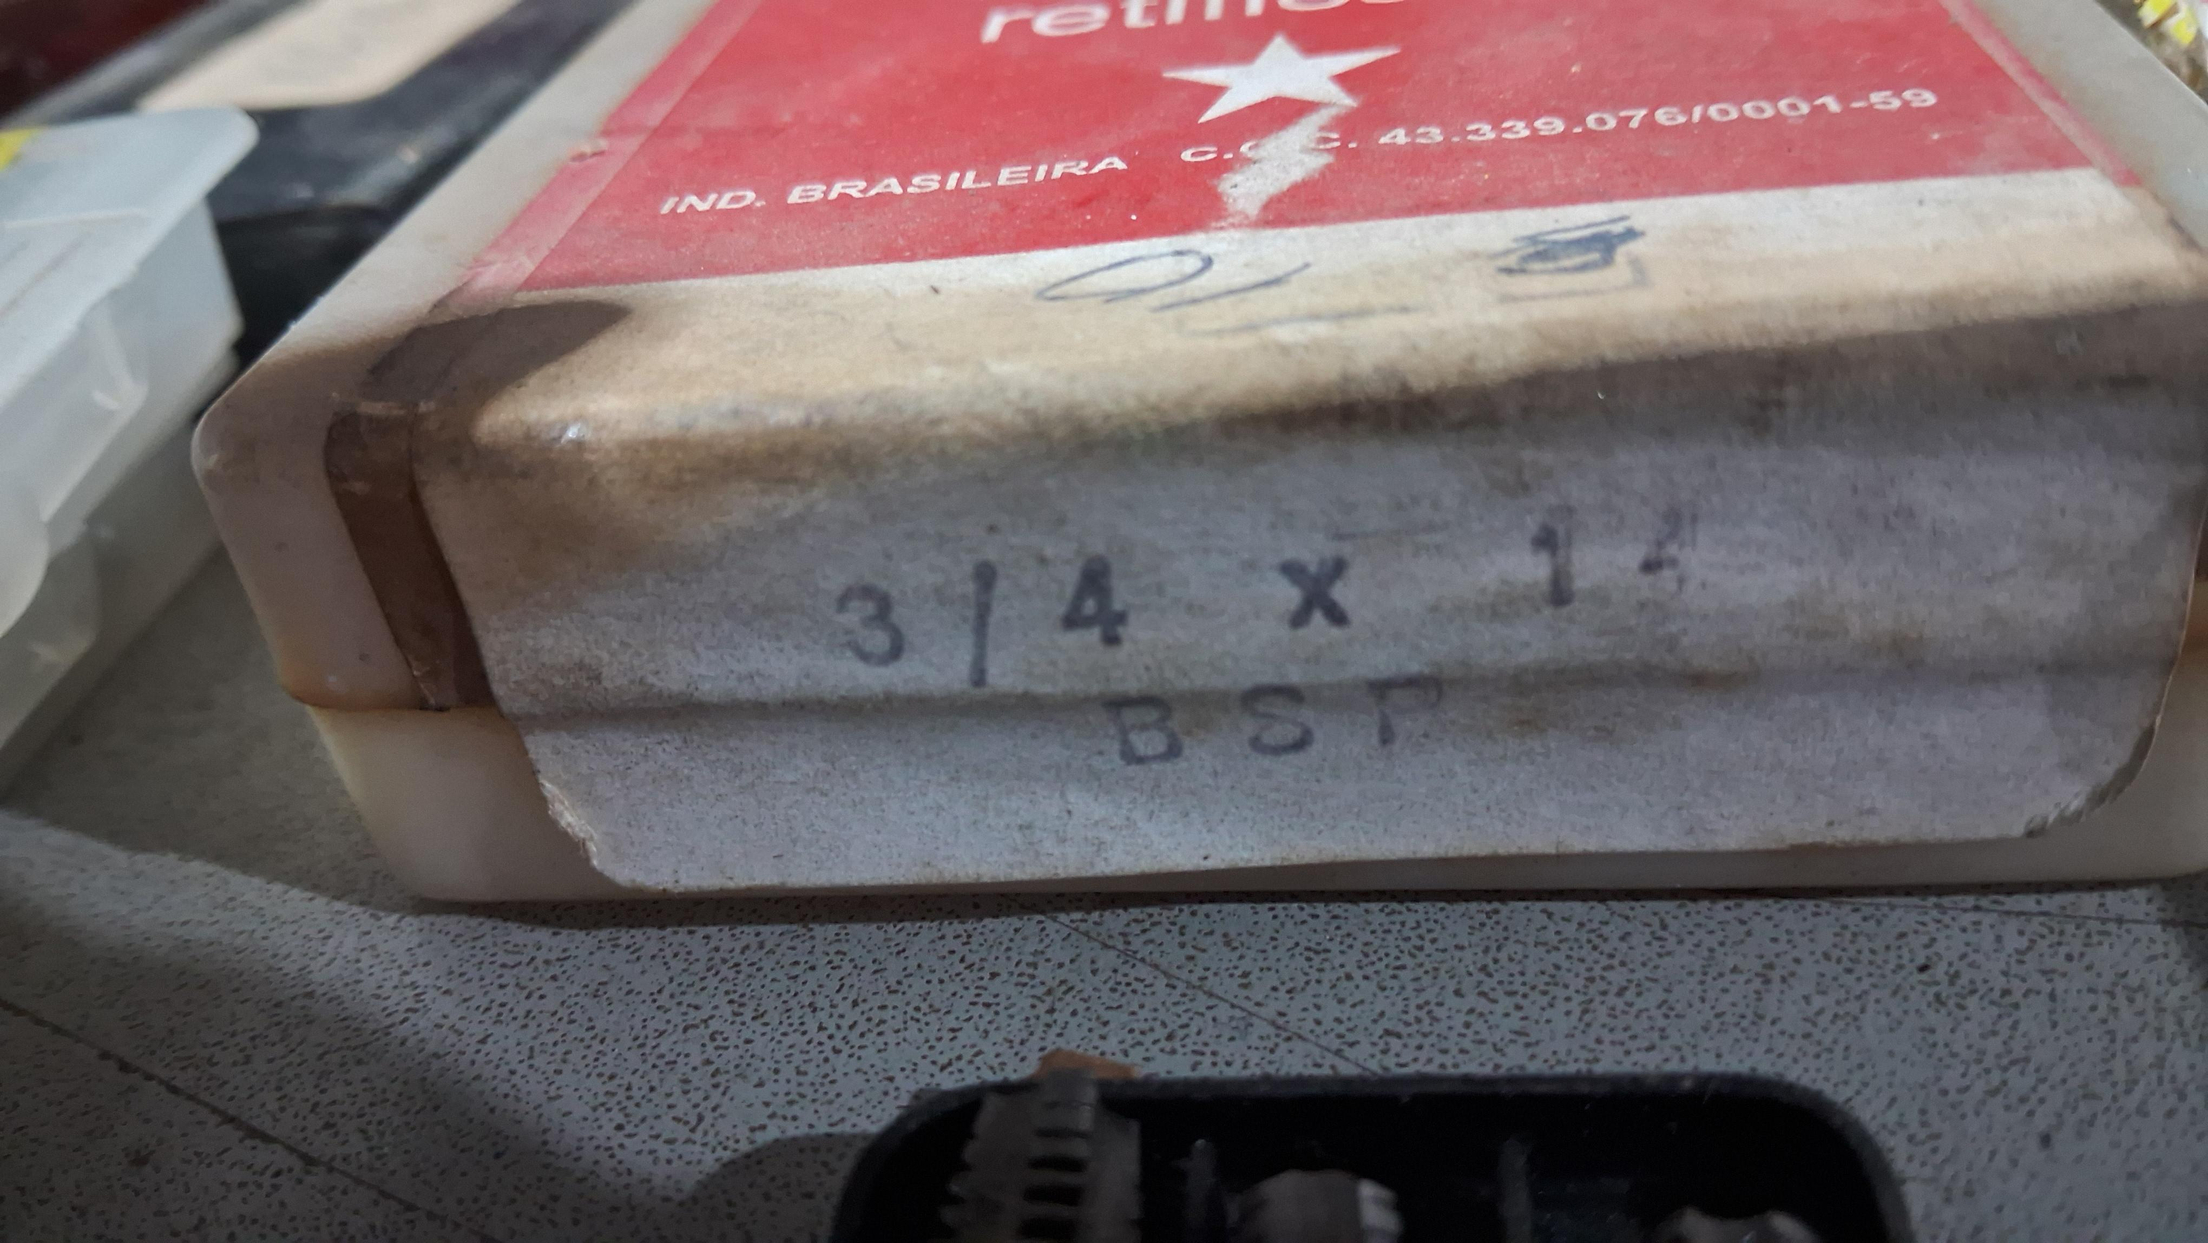 IND. BRASILEIRA C.G.C. 43.339.076/0001-59
3/4 x 14
BSP